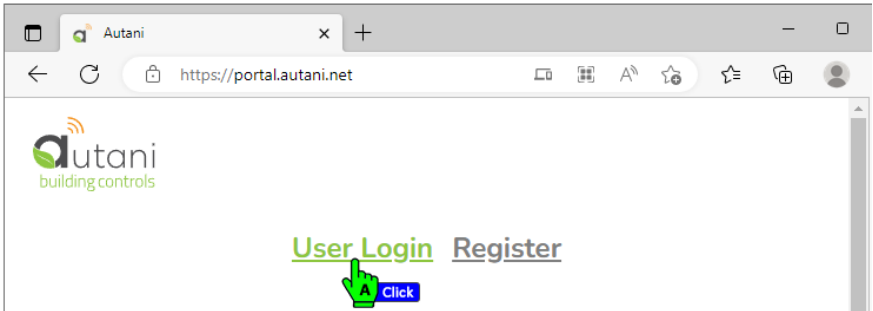 Autani
https://portal.autani.net
autani
building controls
User Login Register
A Click